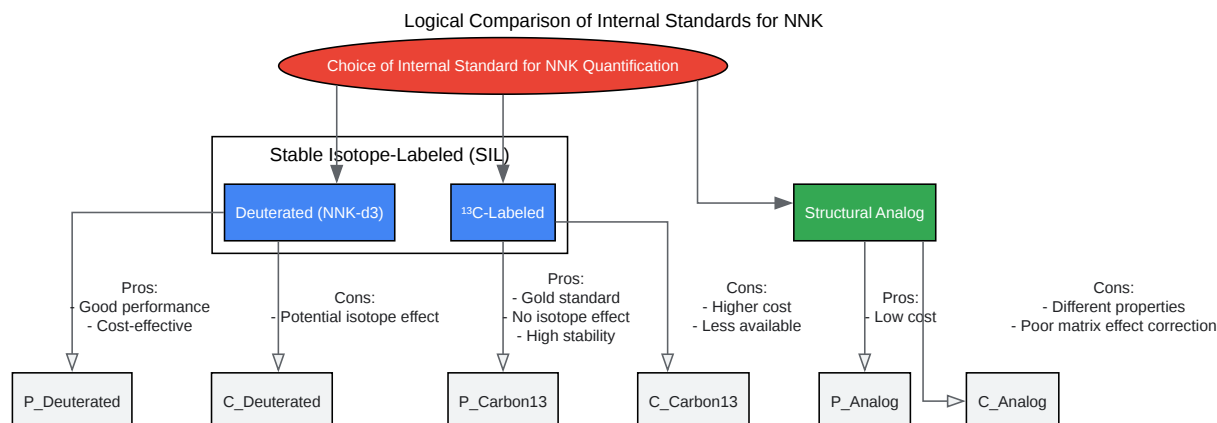 Logical Comparison of Internal Standards for NNK
Choice of Internal Standard for NNK Quantification
Stable Isotope-Labeled (SIL)
Deuterated (NNK-d3)
¹³C-Labeled
Structural Analog
Pros:
- Good performance
- Cost-effective
Cons:
- Potential isotope effect
Pros:
- Gold standard
- No isotope effect
- High stability
Cons:
- Higher cost
- Less available
Pros:
- Low cost
Cons:
- Different properties
- Poor matrix effect correction
P_Deuterated
C_Deuterated
P_Carbon13
C_Carbon13
P_Analog
C_Analog